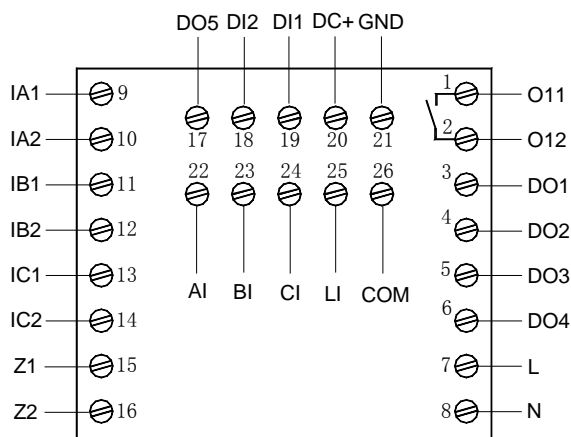 DO5 DI2 DI1 DC+ GND
IA1 9 1 O11
17 18 19 20 21
IA2 10 2 O12
22 23 24 25 26
IB1 11 3 DO1
IB2 12 4 DO2
IC1 13 5 DO3
AI BI CI LI COM
IC2 14 6 DO4
Z1 15 7 L
Z2 16 8 N